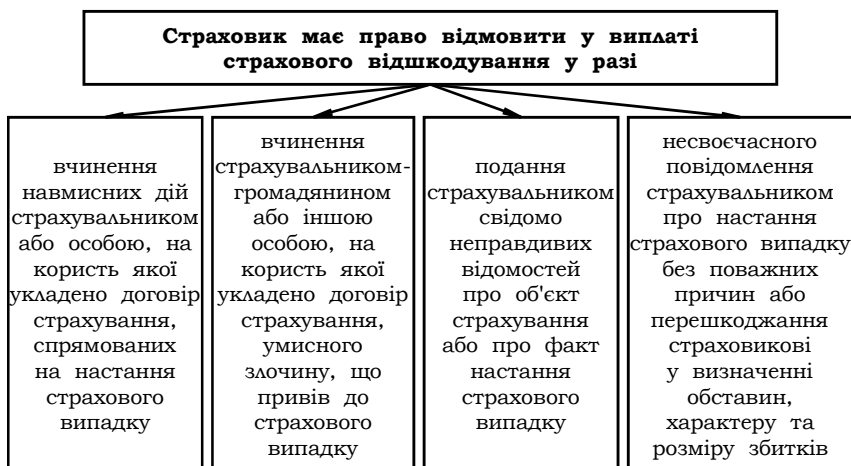 Страховик має право відмовити у виплаті
страхового відшкодування у разі
вчинення
навмисних дій
страхувальником
або особою, на
користь якої
укладено договір
страхування,
спрямованих
на настання
страхового
випадку
вчинення
страхувальником-
громадянином
або іншою
особою, на
користь якої
укладено договір
страхування,
умисного
злочину, що
привів до
страхового
випадку
подання
страхувальником
свідомо
неправдивих
відомостей
про об'єкт
страхування
або про факт
настання
страхового
випадку
несвоєчасного
повідомлення
страхувальником
про настання
страхового випадку
без поважних
причин або
перешкоджання
страховикові
у визначенні
обставин,
характеру та
розміру збитків